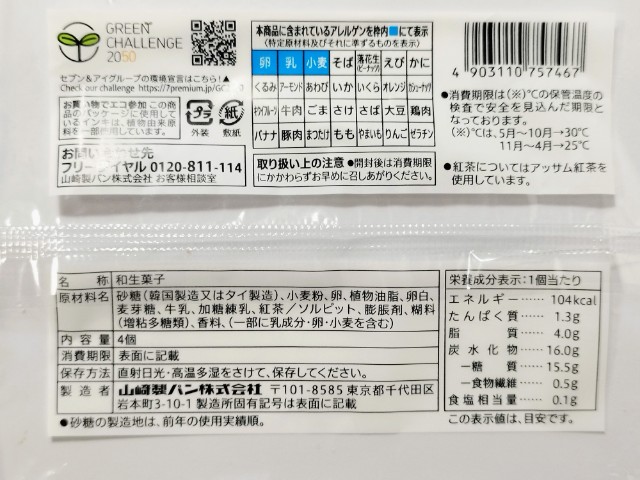 GREEN
CHALLENGE
2050
セブン&アイグループの環境宣言はこちら!▲
Check our challenge https://7premium.jp/GC
お買い物でエコ参加 この商
品のパッケージに使用して
いるインキは、植物由来原
料を一部使用しています。
プラ 紙
外装 敷紙
お問い合わせ先
フリーダイヤル 0120-811-114
山崎製パン株式会社 お客様相談室
本商品に含まれているアレルゲンを枠内■にて表示
(特定原材料及びそれに準ずるものを表示)
卵 乳 小麦 そば 落花生(ピーナッツ) えび かに
くるみ アーモンド あわび いか いくら オレンジ カシューナッツ
キウイフルーツ 牛肉 ごま さけ さば 大豆 鶏肉
バナナ 豚肉 まつたけ もも やまいも りんご ゼラチン
取り扱い上の注意 ●開封後は消費期限
にかかわらずお早めに召しあがりください。
4 903110 757467
●消費期限は(※)℃の保管温度の
検査で安全を見込んだ期限と
なっております。
(※)℃は、5月〜10月→30℃
11月〜4月→25℃
●紅茶についてはアッサム紅茶を
使用しています。
名称 和生菓子
原材料名 砂糖(韓国製造又はタイ製造)、小麦粉、卵、植物油脂、卵白、
麦芽糖、牛乳、加糖練乳、紅茶/ソルビット、膨脹剤、糊料
(増粘多糖類)、香料、(一部に乳成分・卵・小麦を含む)
内容量 4個
消費期限 表面に記載
保存方法 直射日光・高温多湿をさけて、保存してください。
製造者 山崎製パン株式会社 〒101-8585 東京都千代田区
岩本町3-10-1 製造所固有記号は表面に記載
●砂糖の製造地は、前年の使用実績順。
栄養成分表示:1個当たり
エネルギー…… 104kcal
たんぱく質…… 1.3g
脂質…… 4.0g
炭水化物…… 16.0g
―糖質…… 15.5g
―食物繊維…… 0.5g
食塩相当量…… 0.1g
この表示値は、目安です。